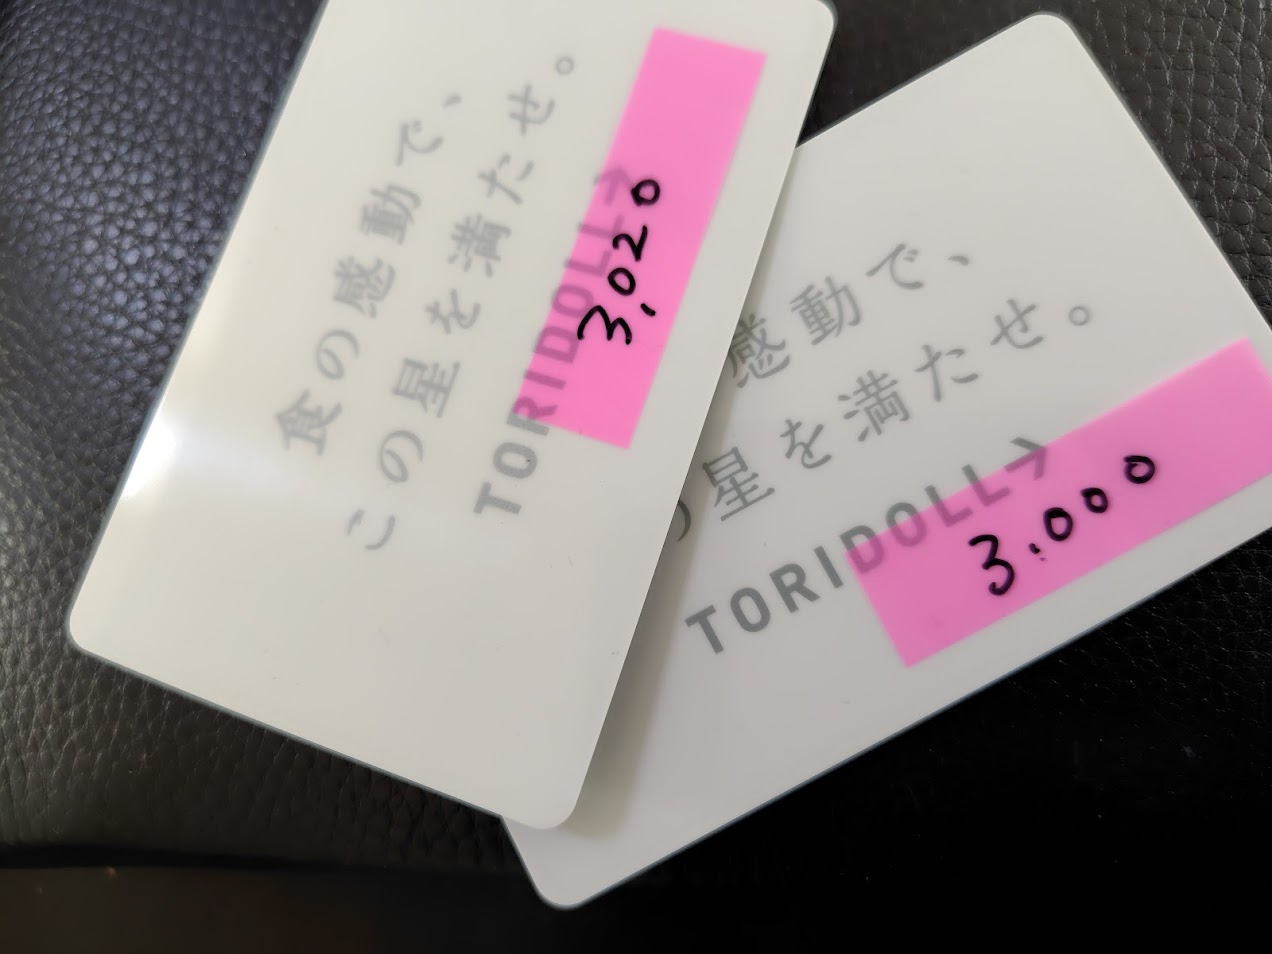 食の感動で、
この星を満たせ。
TORIDOLL→
3,020
感動で、
の星を満たせ。
TORIDOLL→
3,000